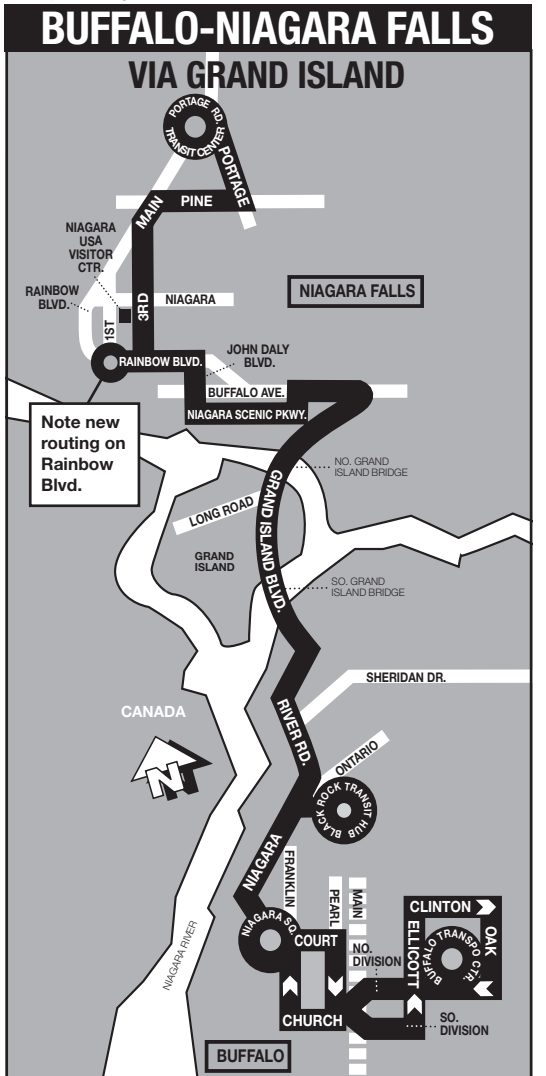 BUFFALO-NIAGARA FALLS
VIA GRAND ISLAND
PORTAGE RD.
TRANSIT CENTER
PORTAGE
MAIN
PINE
NIAGARA
USA
VISITOR
CTR.
RAINBOW
BLVD.
1ST
3RD
NIAGARA
NIAGARA FALLS
RAINBOW BLVD.
JOHN DALY
BLVD.
BUFFALO AVE.
NIAGARA SCENIC PKWY.
Note new
routing on
Rainbow
Blvd.
NO. GRAND
ISLAND BRIDGE
LONG ROAD
GRAND ISLAND BLVD.
GRAND
ISLAND
SO. GRAND
ISLAND BRIDGE
SHERIDAN DR.
CANADA
N
RIVER RD.
ONTARIO
BLACK ROCK TRANSIT HUB
NIAGARA
FRANKLIN
PEARL
MAIN
NIAGARA SQ.
COURT
NO.
DIVISION
CLINTON
ELLICOTT
OAK
BUFFALO TRANSPO CTR.
NIAGARA RIVER
CHURCH
SO.
DIVISION
BUFFALO